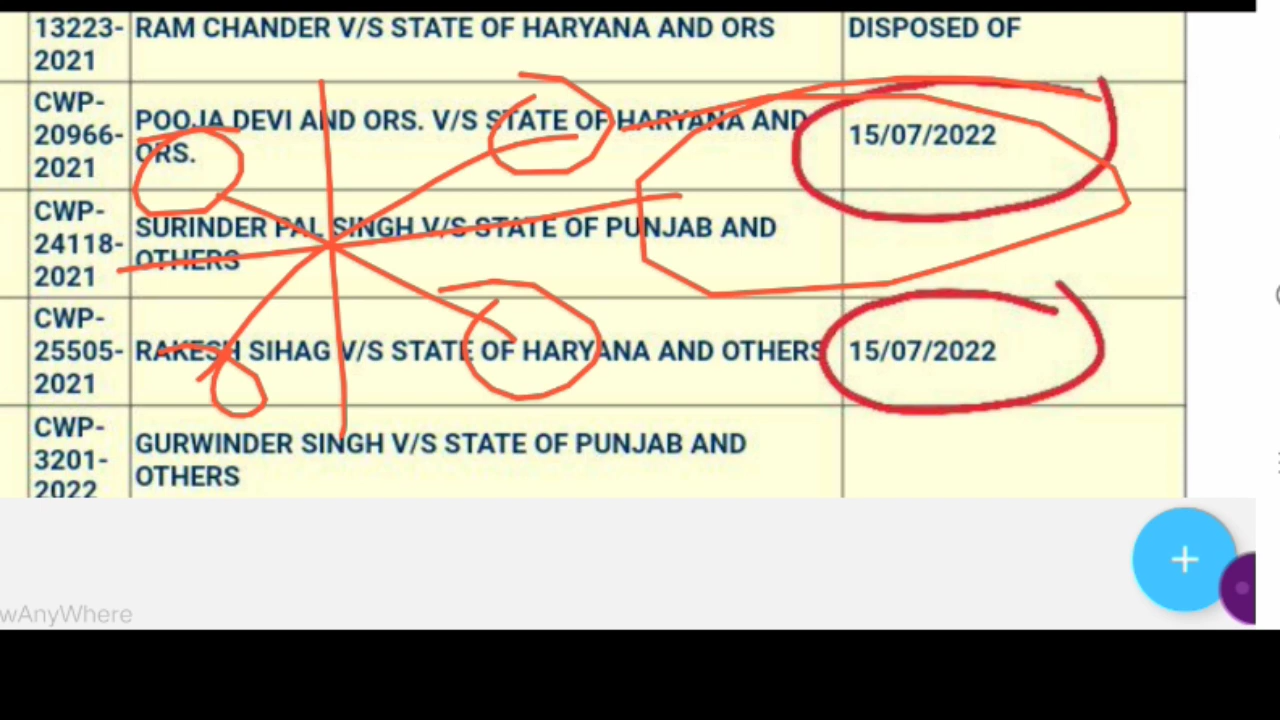 13223-
2021
RAM CHANDER V/S STATE OF HARYANA AND ORS
DISPOSED OF
CWP-
20966-
2021
POOJA DEVI AND ORS. V/S STATE OF HARYANA AND
ORS.
15/07/2022
CWP-
24118-
2021
SURINDER PAL SINGH V/S STATE OF PUNJAB AND
OTHERS
CWP-
25505-
2021
RAKESH SIHAG V/S STATE OF HARYANA AND OTHERS
15/07/2022
CWP-
3201-
2022
GURWINDER SINGH V/S STATE OF PUNJAB AND
OTHERS
wAnyWhere